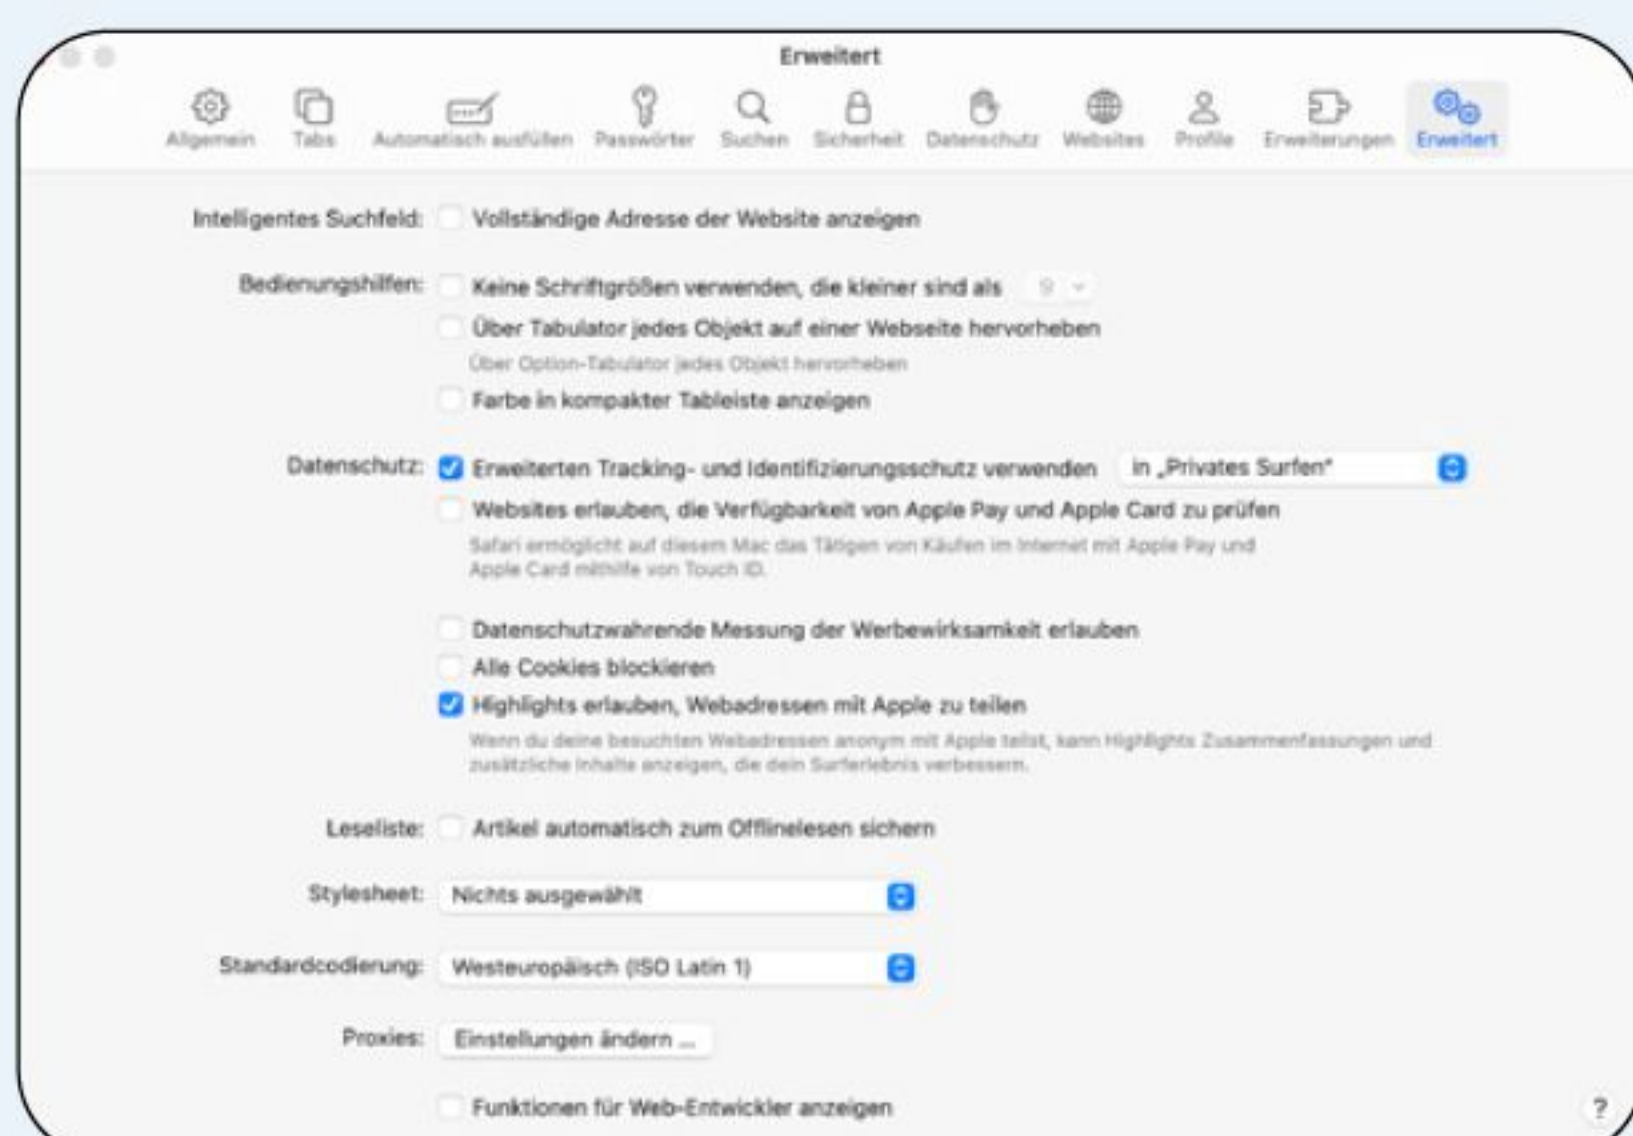 Erweitert
Allgemein Tabs Automatisch ausfüllen Passwörter Suchen Sicherheit Datenschutz Websites Profile Erweiterungen Erweitert
Intelligentes Suchfeld: Vollständige Adresse der Website anzeigen
Bedienungshilfen: Keine Schriftgrößen verwenden, die kleiner sind als 9
Über Tabulator jedes Objekt auf einer Webseite hervorheben
Über Option-Tabulator jedes Objekt hervorheben
Farbe in kompakter Tableiste anzeigen
Datenschutz: Erweiterten Tracking- und Identifizierungsschutz verwenden in „Privates Surfen“
Websites erlauben, die Verfügbarkeit von Apple Pay und Apple Card zu prüfen
Safari ermöglicht auf diesem Mac das Tätigen von Käufen im Internet mit Apple Pay und
Apple Card mithilfe von Touch ID.
Datenschutzwahrende Messung der Werbewirksamkeit erlauben
Alle Cookies blockieren
Highlights erlauben, Webadressen mit Apple zu teilen
Wenn du deine besuchten Webadressen anonym mit Apple teilst, kann Highlights Zusammenfassungen und
zusätzliche Inhalte anzeigen, die dein Surferlebnis verbessern.
Leseliste: Artikel automatisch zum Offlinelesen sichern
Stylesheet: Nichts ausgewählt
Standardcodierung: Westeuropäisch (ISO Latin 1)
Proxies: Einstellungen ändern ...
Funktionen für Web-Entwickler anzeigen
?